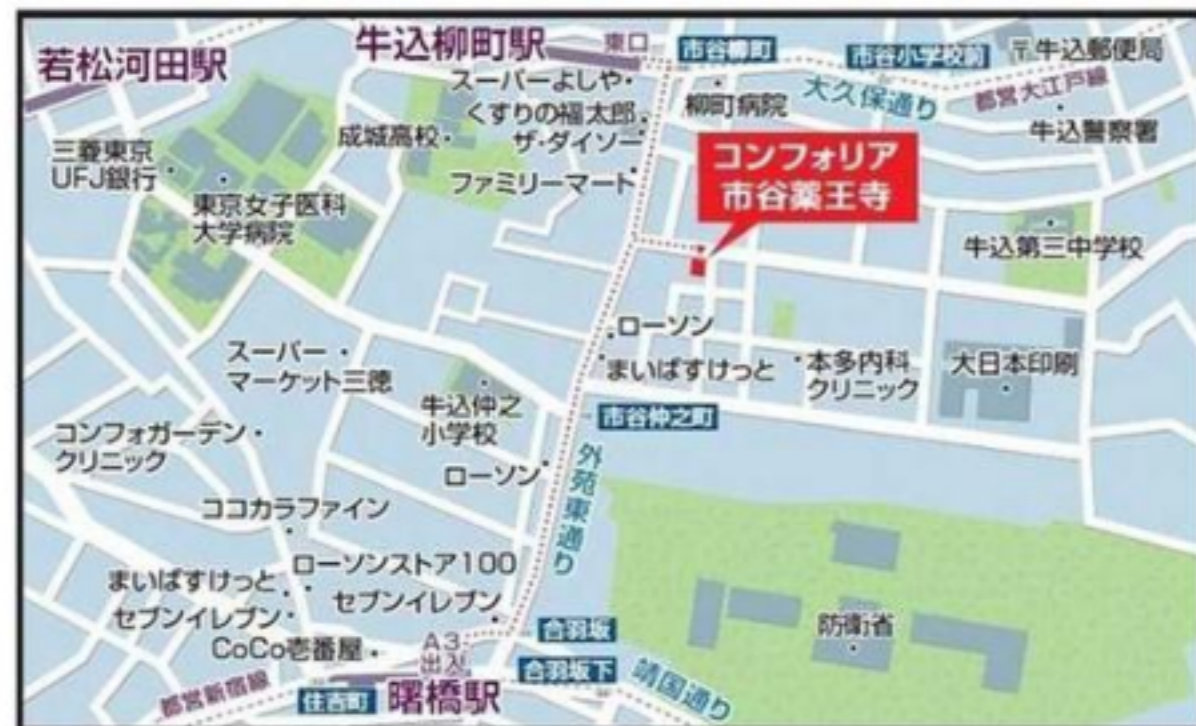 若松河田駅
牛込柳町駅
東口
市谷柳町
市谷小学校前
〒牛込郵便局
スーパーよしや
くすりの福太郎
ザ・ダイソー
柳町病院
大久保通り
都営大江戸線
牛込警察署
三菱東京
UFJ銀行
成城高校
ファミリーマート
コンフォリア
市谷薬王寺
東京女子医科
大学病院
牛込第三中学校
ローソン
まいばすけっと
本多内科
クリニック
大日本印刷
スーパー
マーケット三徳
牛込仲之
小学校
市谷仲之町
コンフォガーデン
クリニック
ローソン
外苑東通り
ココカラファイン
ローソンストア100
まいばすけっと
セブンイレブン
セブンイレブン
CoCo壱番屋
A3
出入
合羽坂
合羽坂下
防衛省
靖国通り
都営新宿線
住吉町
曙橋駅